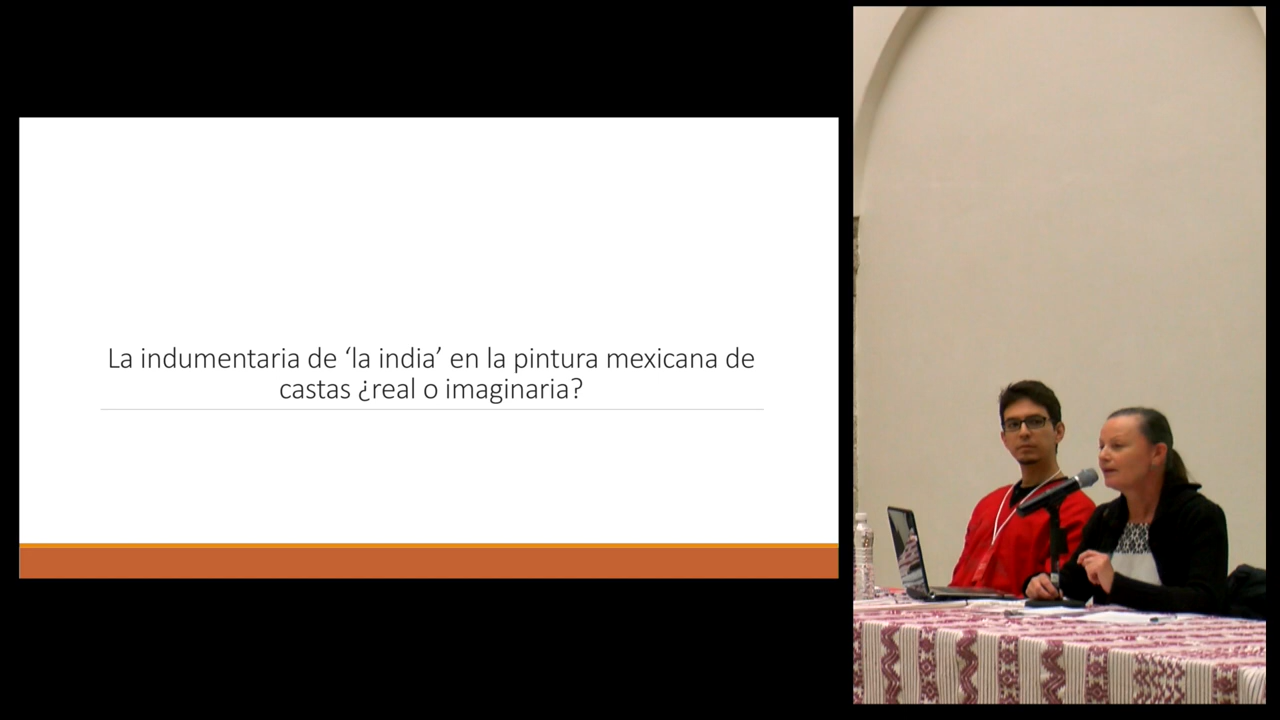 La indumentaria de ‘la india’ en la pintura mexicana de
castas ¿real o imaginaria?